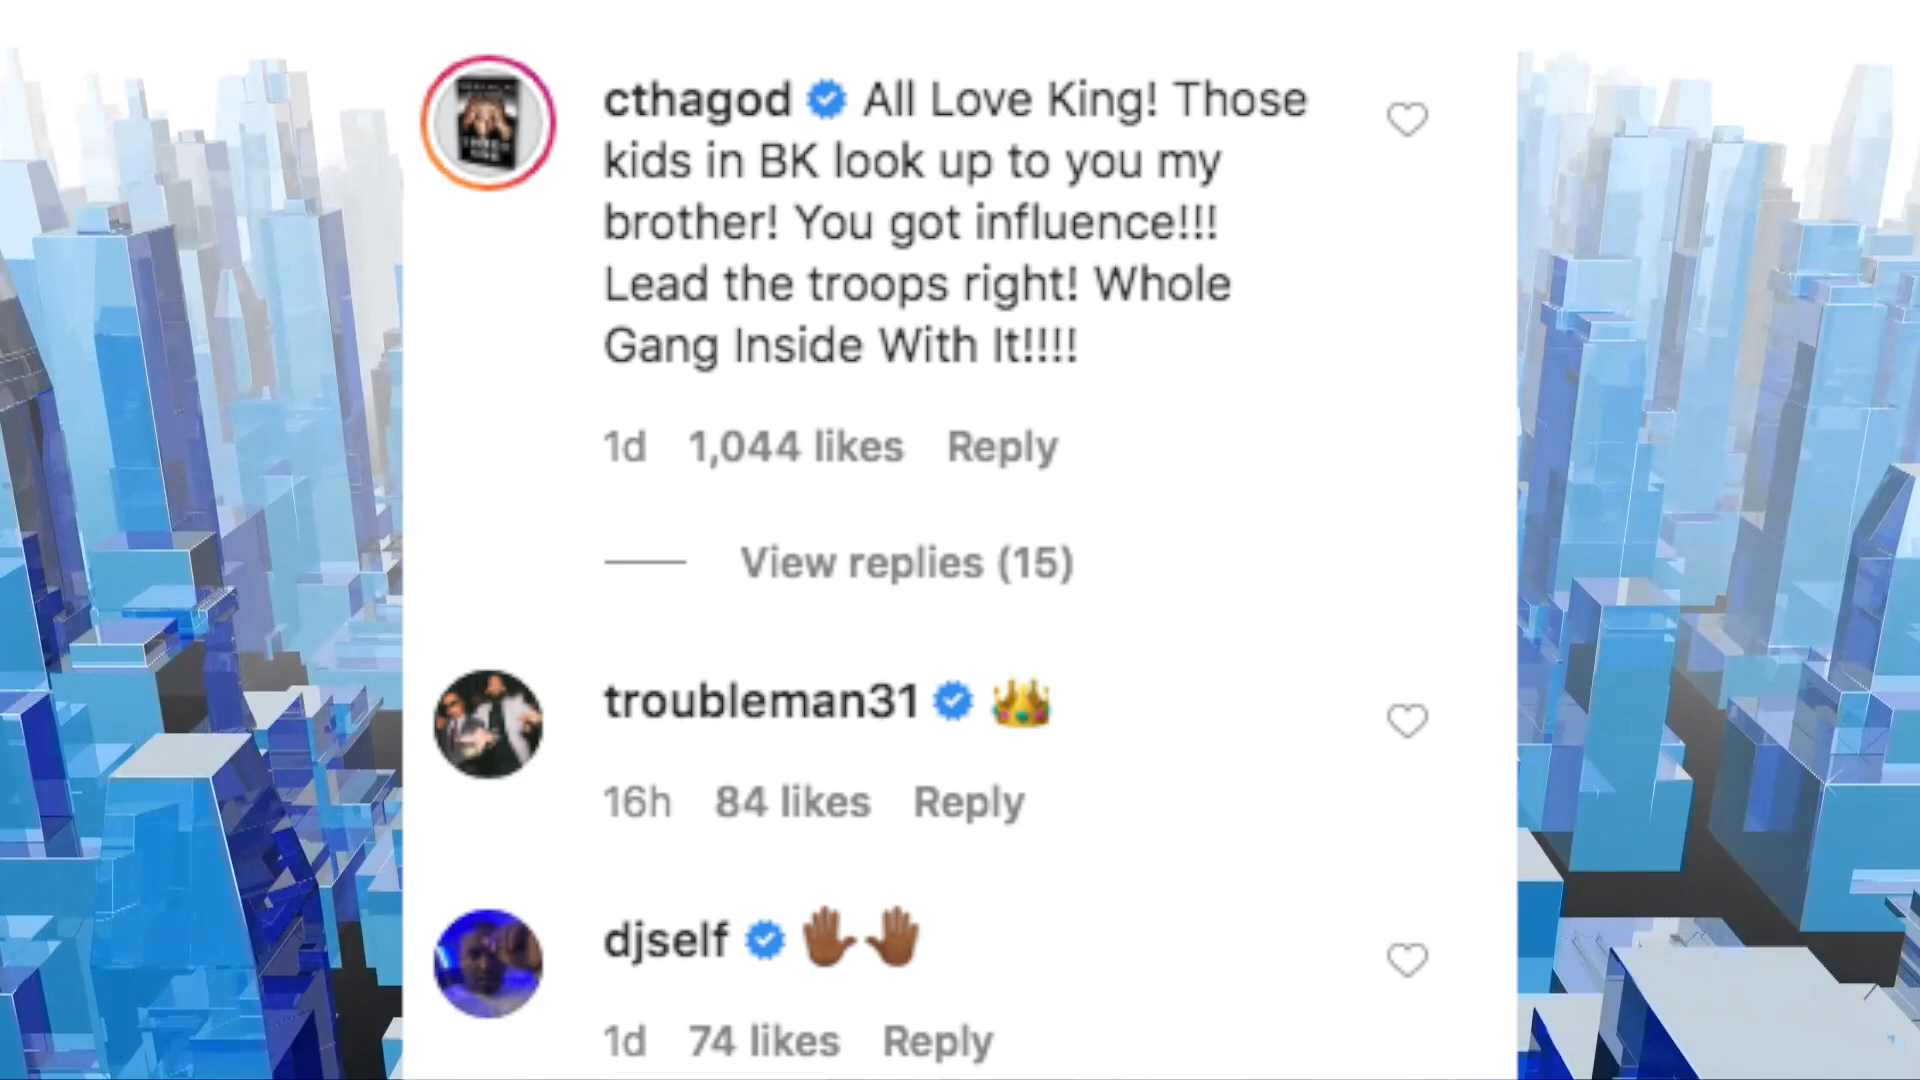 cthagod All Love King! Those
kids in BK look up to you my
brother! You got influence!!!
Lead the troops right! Whole
Gang Inside With It!!!!
1d 1,044 likes Reply
View replies (15)
troubleman31 👑
16h 84 likes Reply
djself 🤚🏾🤚🏾
1d 74 likes Reply